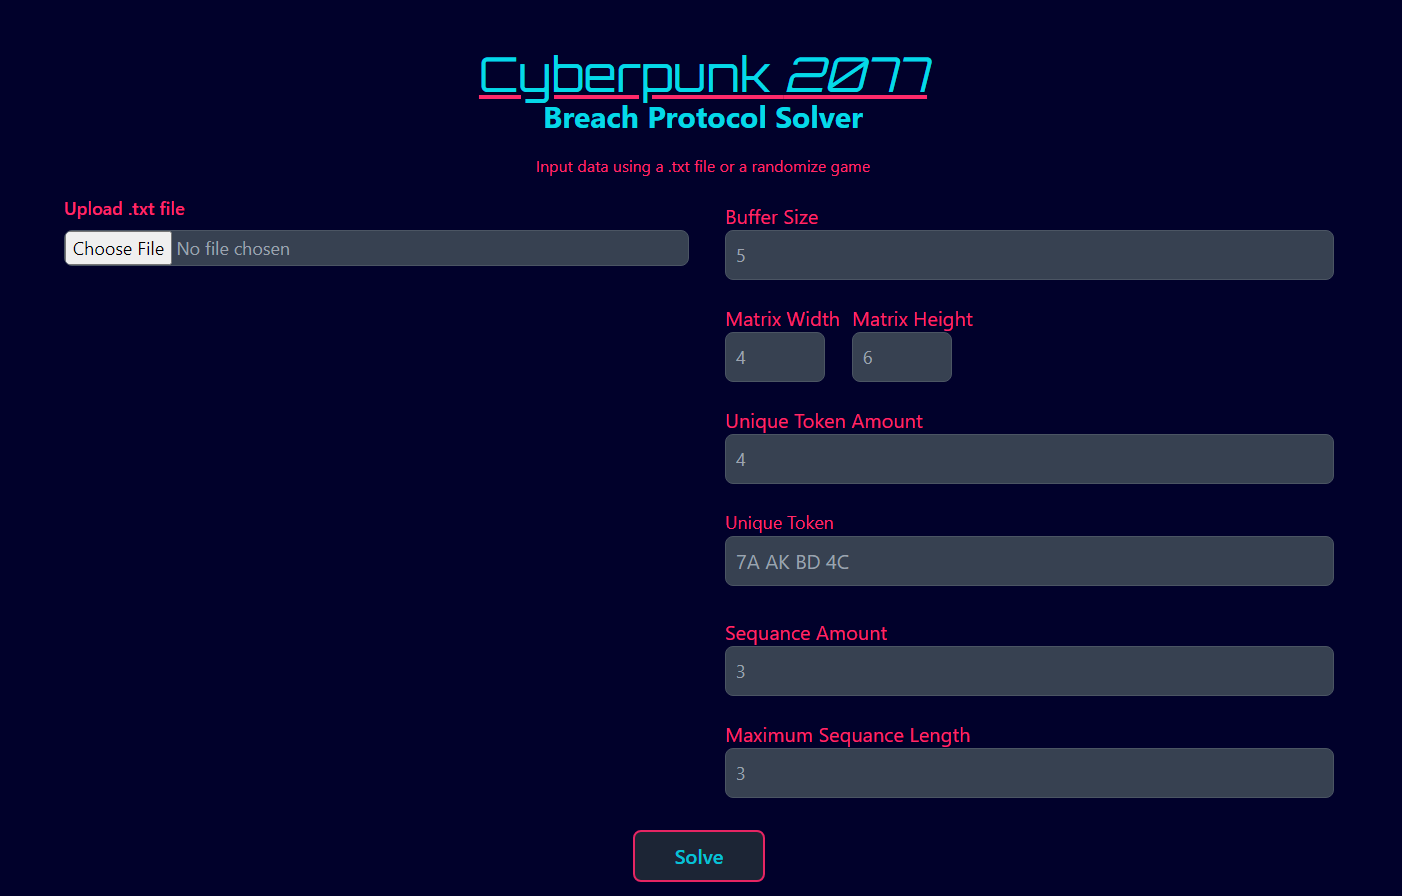 Cyberpunk 2077
Breach Protocol Solver
Input data using a .txt file or a randomize game
Upload .txt file
Choose File No file chosen
Buffer Size
5
Matrix Width Matrix Height
4 6
Unique Token Amount
4
Unique Token
7A AK BD 4C
Sequance Amount
3
Maximum Sequance Length
3
Solve